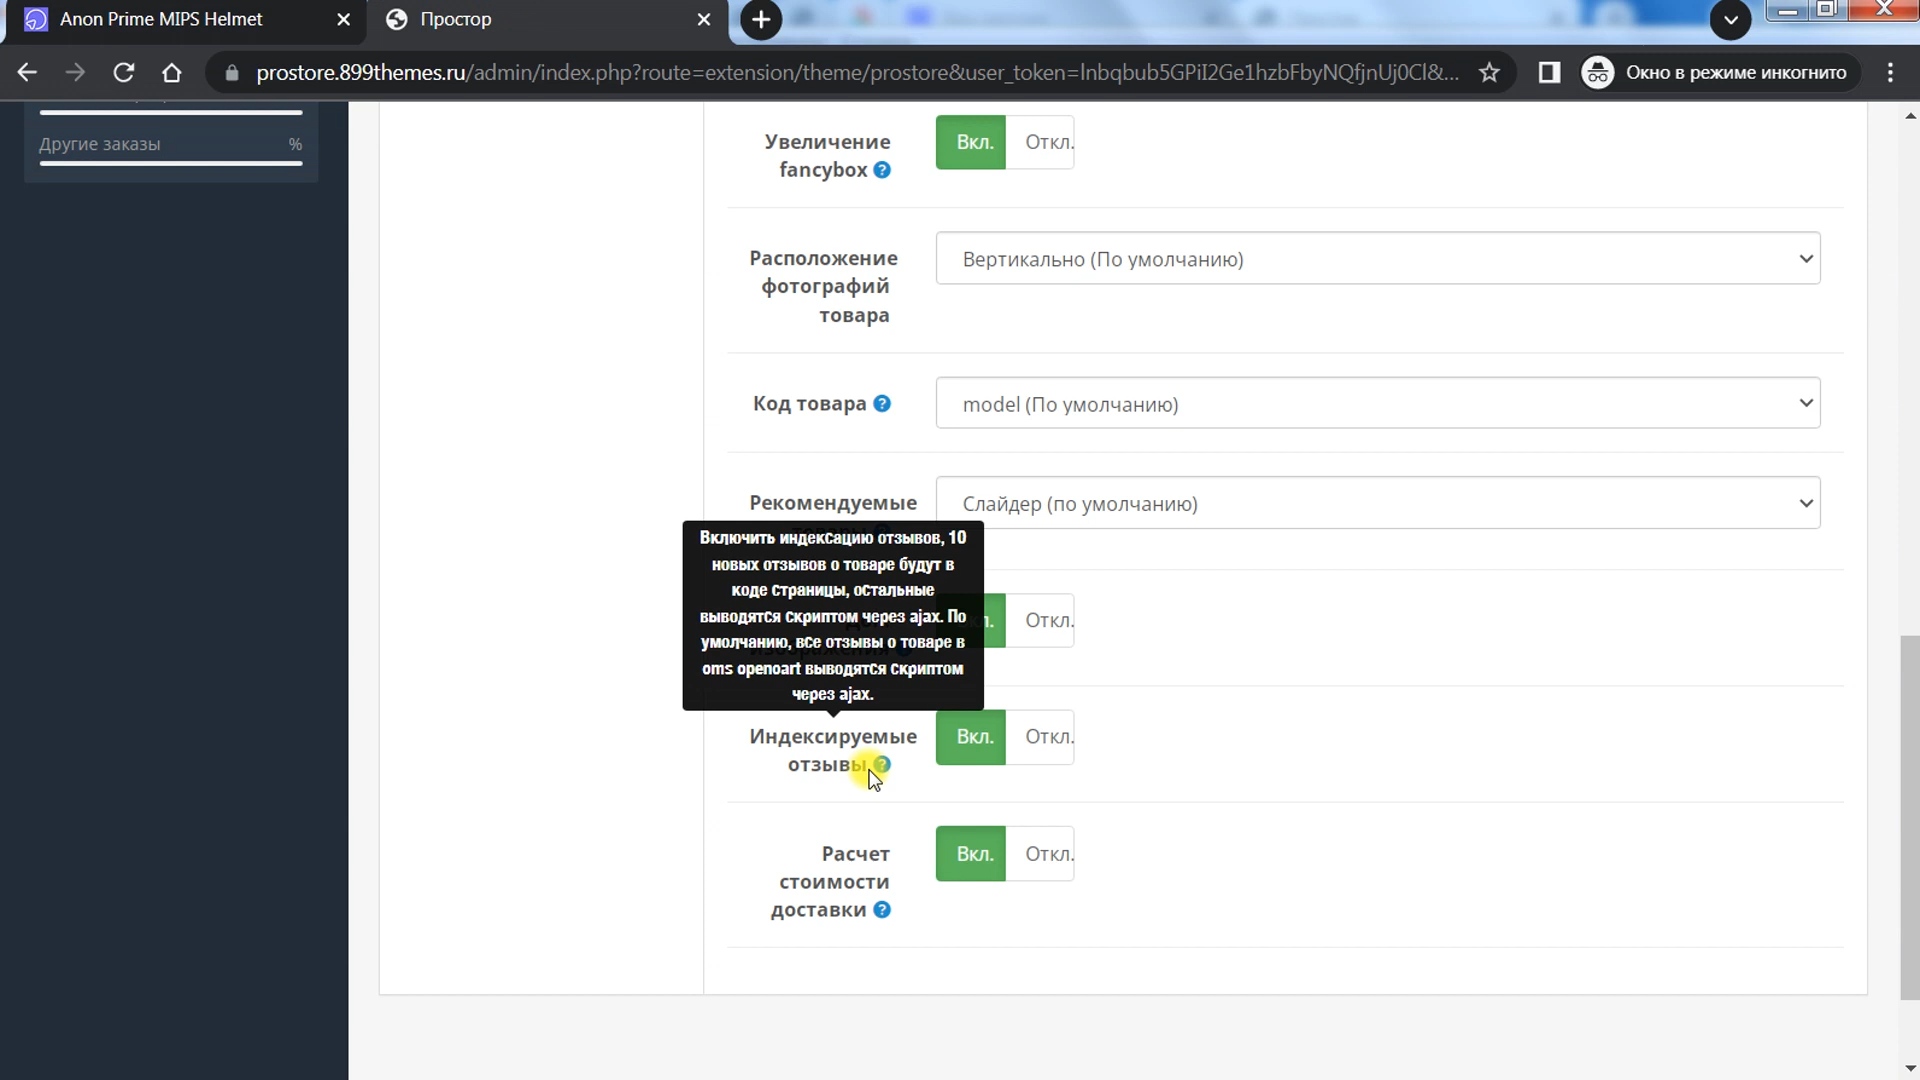 Anon Prime MIPS Helmet
Простор
prostore.899themes.ru/admin/index.php?route=extension/theme/prostore&user_token=lnbqbub5GPiI2Ge1hzbFbyNQfjnUj0Cl&...
Окно в режиме инкогнито
Другие заказы %
Увеличение
fancybox
Вкл. Откл.
Расположение
фотографий
товара
Вертикально (По умолчанию)
Код товара
model (По умолчанию)
Рекомендуемые
Слайдер (по умолчанию)
Включить индексацию отзывов, 10
новых отзывов о товаре будут в
коде страницы, остальные
выводятся скриптом через ajax. По
умолчанию, все отзывы о товаре в
oms openoart выводятся скриптом
через ajax.
Откл.
Индексируемые
отзывы
Вкл. Откл.
Расчет
стоимости
доставки
Вкл. Откл.